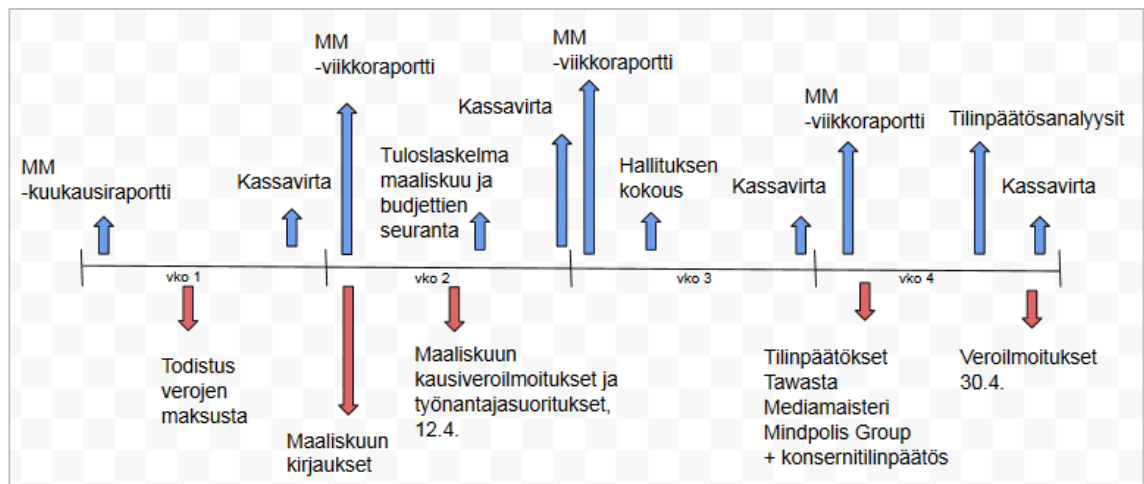 MM
-kuukausiraportti
Kassavirta
MM
-viikkoraportti
Tuloslaskelma
maaliskuu ja
budjettien
seuranta
Kassavirta
MM
-viikkoraportti
Hallituksen
kokous
Kassavirta
MM
-viikkoraportti
Tilinpäätösanalyysit
Kassavirta
vko 1
vko 2
vko 3
vko 4
Todistus
verojen
maksusta
Maaliskuun
kirjaukset
Maaliskuun
kausiveroilmoitukset ja
työnantajasuoritukset,
12.4.
Tilinpäätökset
Tawasta
Mediamaisteri
Mindpolis Group
+ konsernitilinpäätös
Veroilmoitukset
30.4.